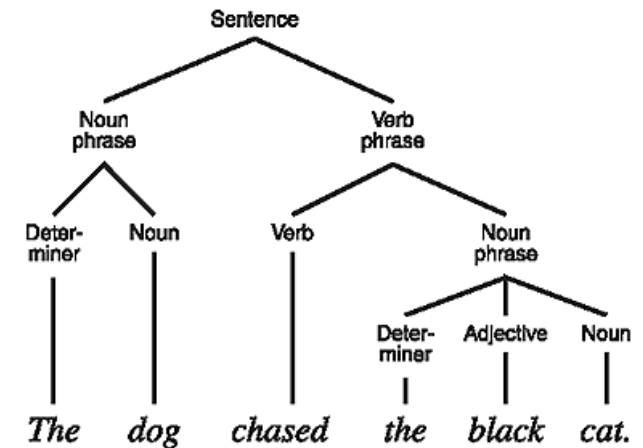 Sentence
Noun
phrase
Verb
phrase
Deter-
miner
Noun
Verb
Noun
phrase
Deter-
miner
Adjective
Noun
The dog chased the black cat.